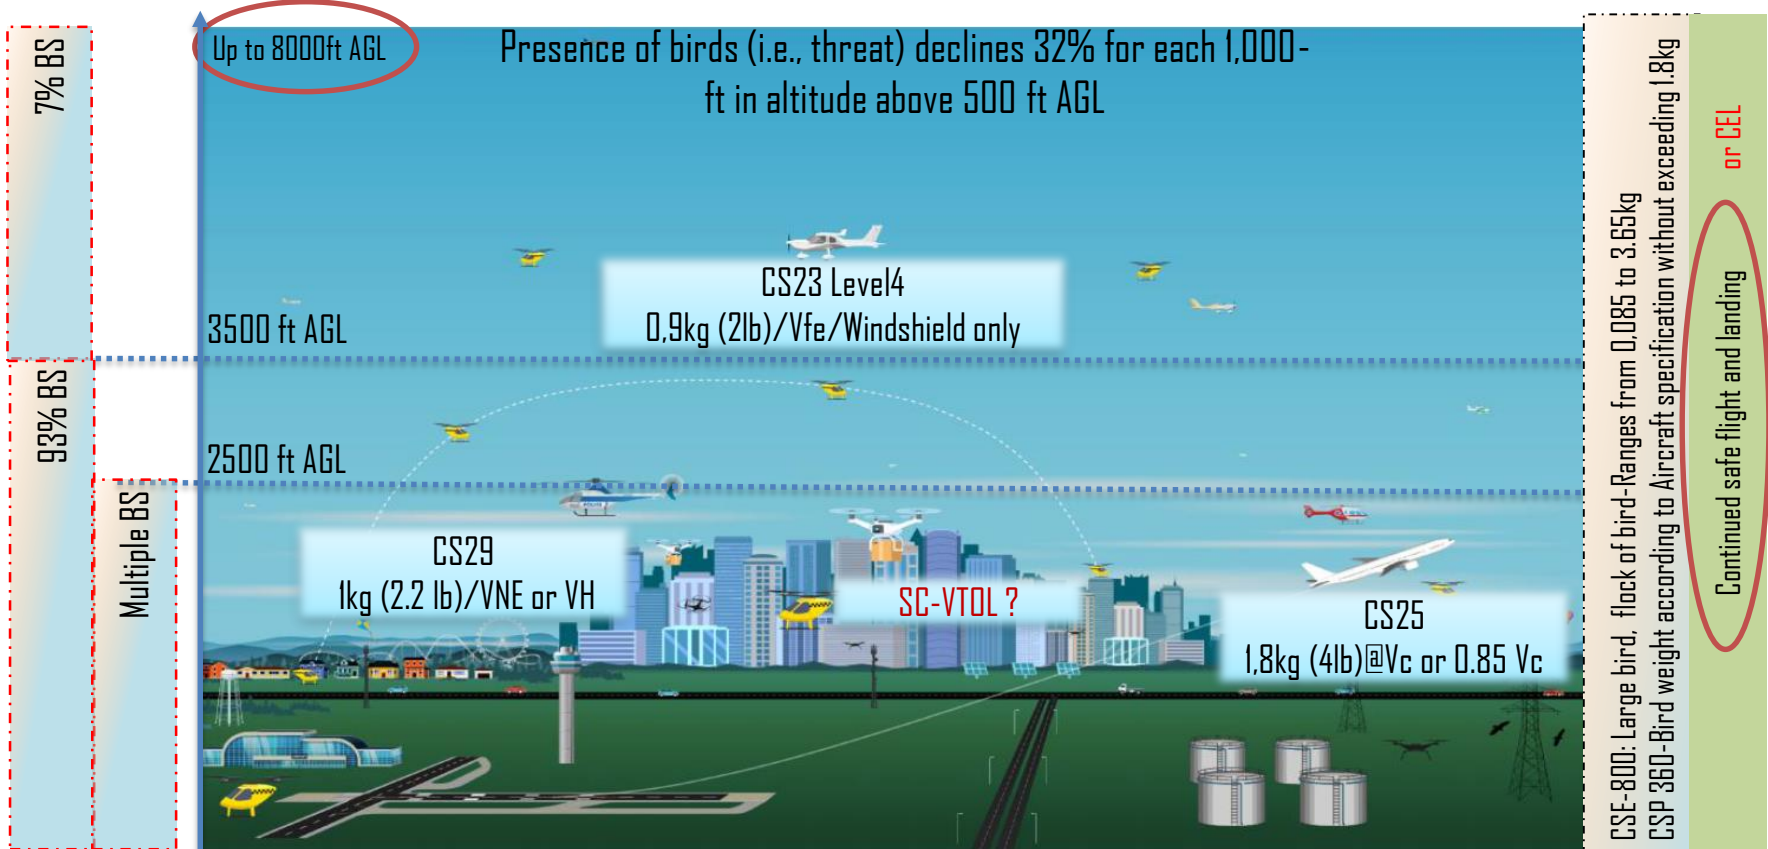 7% BS
93% BS
Multiple BS
Up to 8000ft AGL
Presence of birds (i.e., threat) declines 32% for each 1,000-
ft in altitude above 500 ft AGL
CS23 Level4
0,9kg (2lb)/Vfe/Windshield only
3500 ft AGL
2500 ft AGL
CS29
1kg (2.2 lb)/VNE or VH
SC-VTOL ?
CS25
1,8kg (4lb)@Vc or 0.85 Vc
CSE-800: Large bird, flock of bird-Ranges from 0,085 to 3.65kg
CSP 360-Bird weight according to Aircraft specification without exceeding 1.8kg
Continued safe flight and landing or CEL